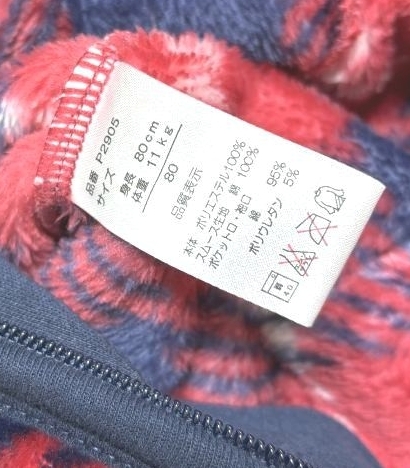 品番 P2905
サイズ
身長 80cm
体重 11kg
80
品質表示
本体 ポリエステル100%
スムース生地 綿 100%
ポケット口・袖口
綿 95%
ポリウレタン 5%
弱
40